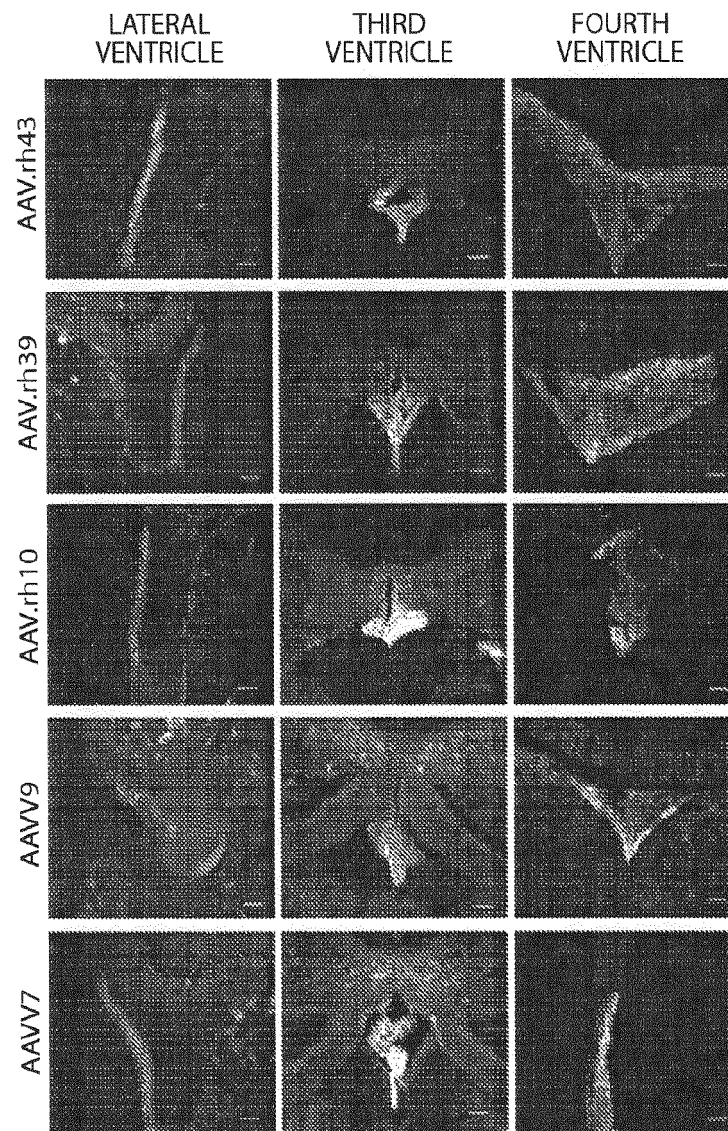 LATERAL
VENTRICLE
THIRD
VENTRICLE
FOURTH
VENTRICLE
AAV.rh43
AAV.rh39
AAV.rh10
AAVV9
AAVV7